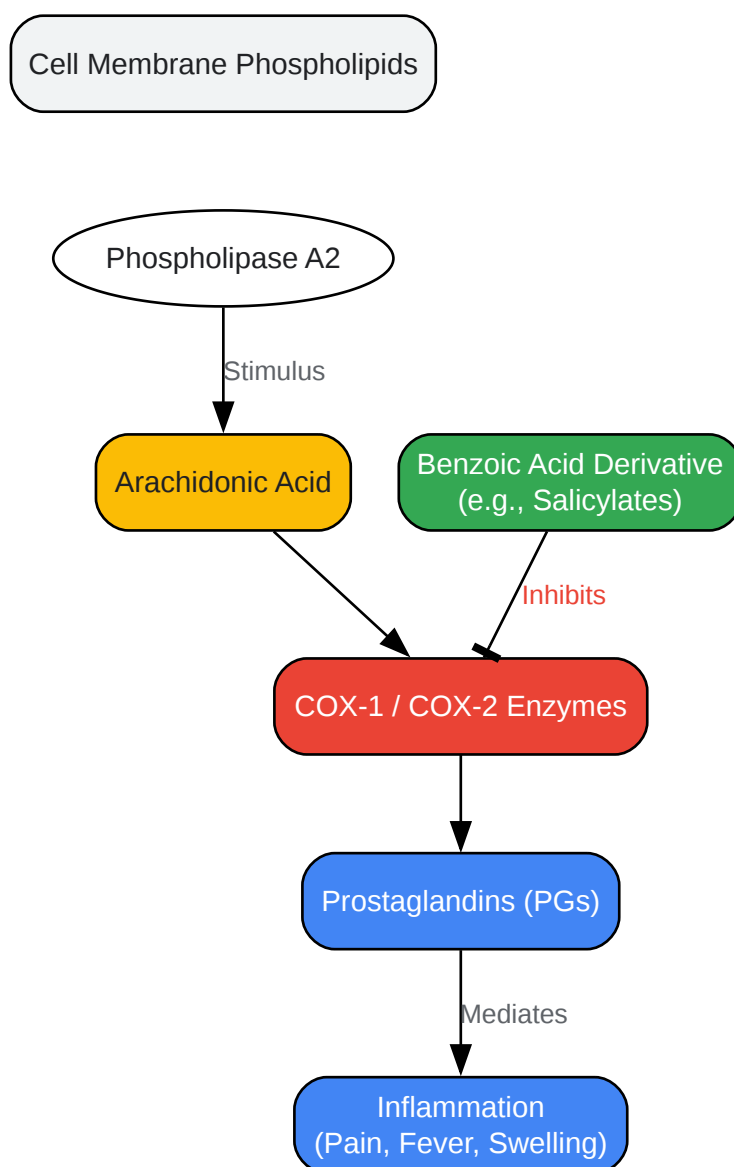 Cell Membrane Phospholipids
Phospholipase A2
Stimulus
Arachidonic Acid
Benzoic Acid Derivative
(e.g., Salicylates)
Inhibits
COX-1 / COX-2 Enzymes
Prostaglandins (PGs)
Mediates
Inflammation
(Pain, Fever, Swelling)